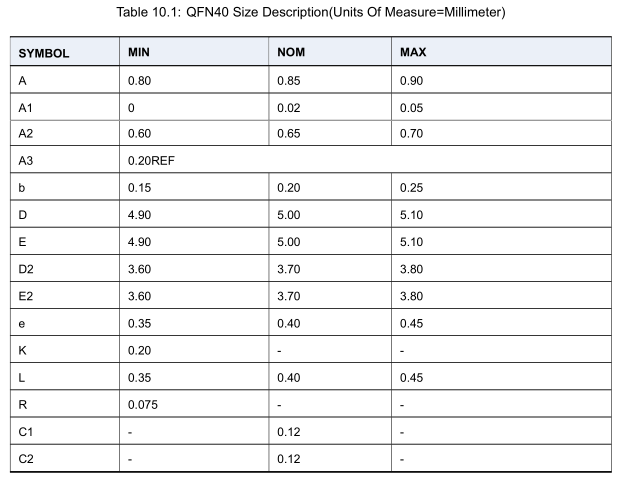 Table 10.1: QFN40 Size Description(Units Of Measure=Millimeter)
SYMBOL MIN NOM MAX
A 0.80 0.85 0.90
A1 0 0.02 0.05
A2 0.60 0.65 0.70
A3 0.20REF
b 0.15 0.20 0.25
D 4.90 5.00 5.10
E 4.90 5.00 5.10
D2 3.60 3.70 3.80
E2 3.60 3.70 3.80
e 0.35 0.40 0.45
K 0.20 - -
L 0.35 0.40 0.45
R 0.075 - -
C1 - 0.12 -
C2 - 0.12 -